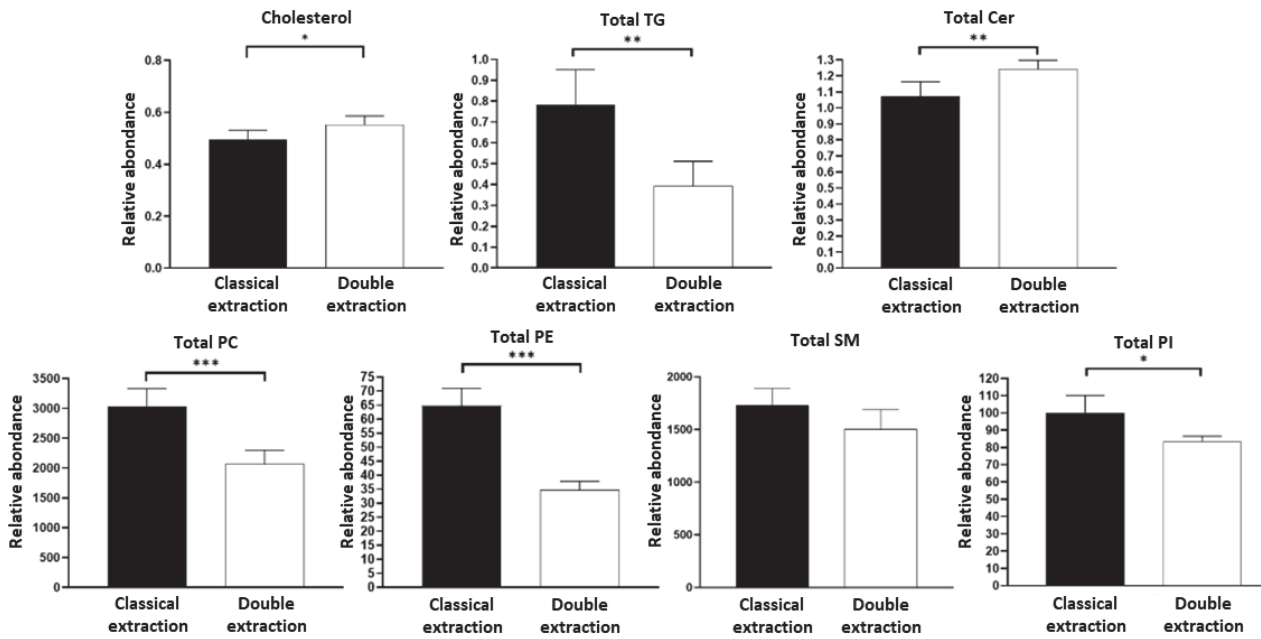 Cholesterol
*
Relative abondance
0.8
0.6
0.4
0.2
0.0
Classical
extraction
Double
extraction
Total TG
**
Relative abondance
1.0
0.9
0.8
0.7
0.6
0.5
0.4
0.3
0.2
0.1
0.0
Classical
extraction
Double
extraction
Total Cer
**
Relative abondance
1.3
1.2
1.1
1.0
0.9
0.8
0.7
0.6
0.5
0.4
1.3
1.2
1.1
0.0
Classical
extraction
Double
extraction
Total PC
***
Relative abondance
3500
3000
2500
2000
1500
1000
500
0
Classical
extraction
Double
extraction
Total PE
***
Relative abondance
75
70
65
60
55
50
45
40
35
30
25
20
15
10
5
0
Classical
extraction
Double
extraction
Total SM
Relative abondance
2000
1500
1000
500
0
Classical
extraction
Double
extraction
Total PI
*
Relative abondance
120
110
100
90
80
70
60
50
40
30
20
10
0
Classical
extraction
Double
extraction